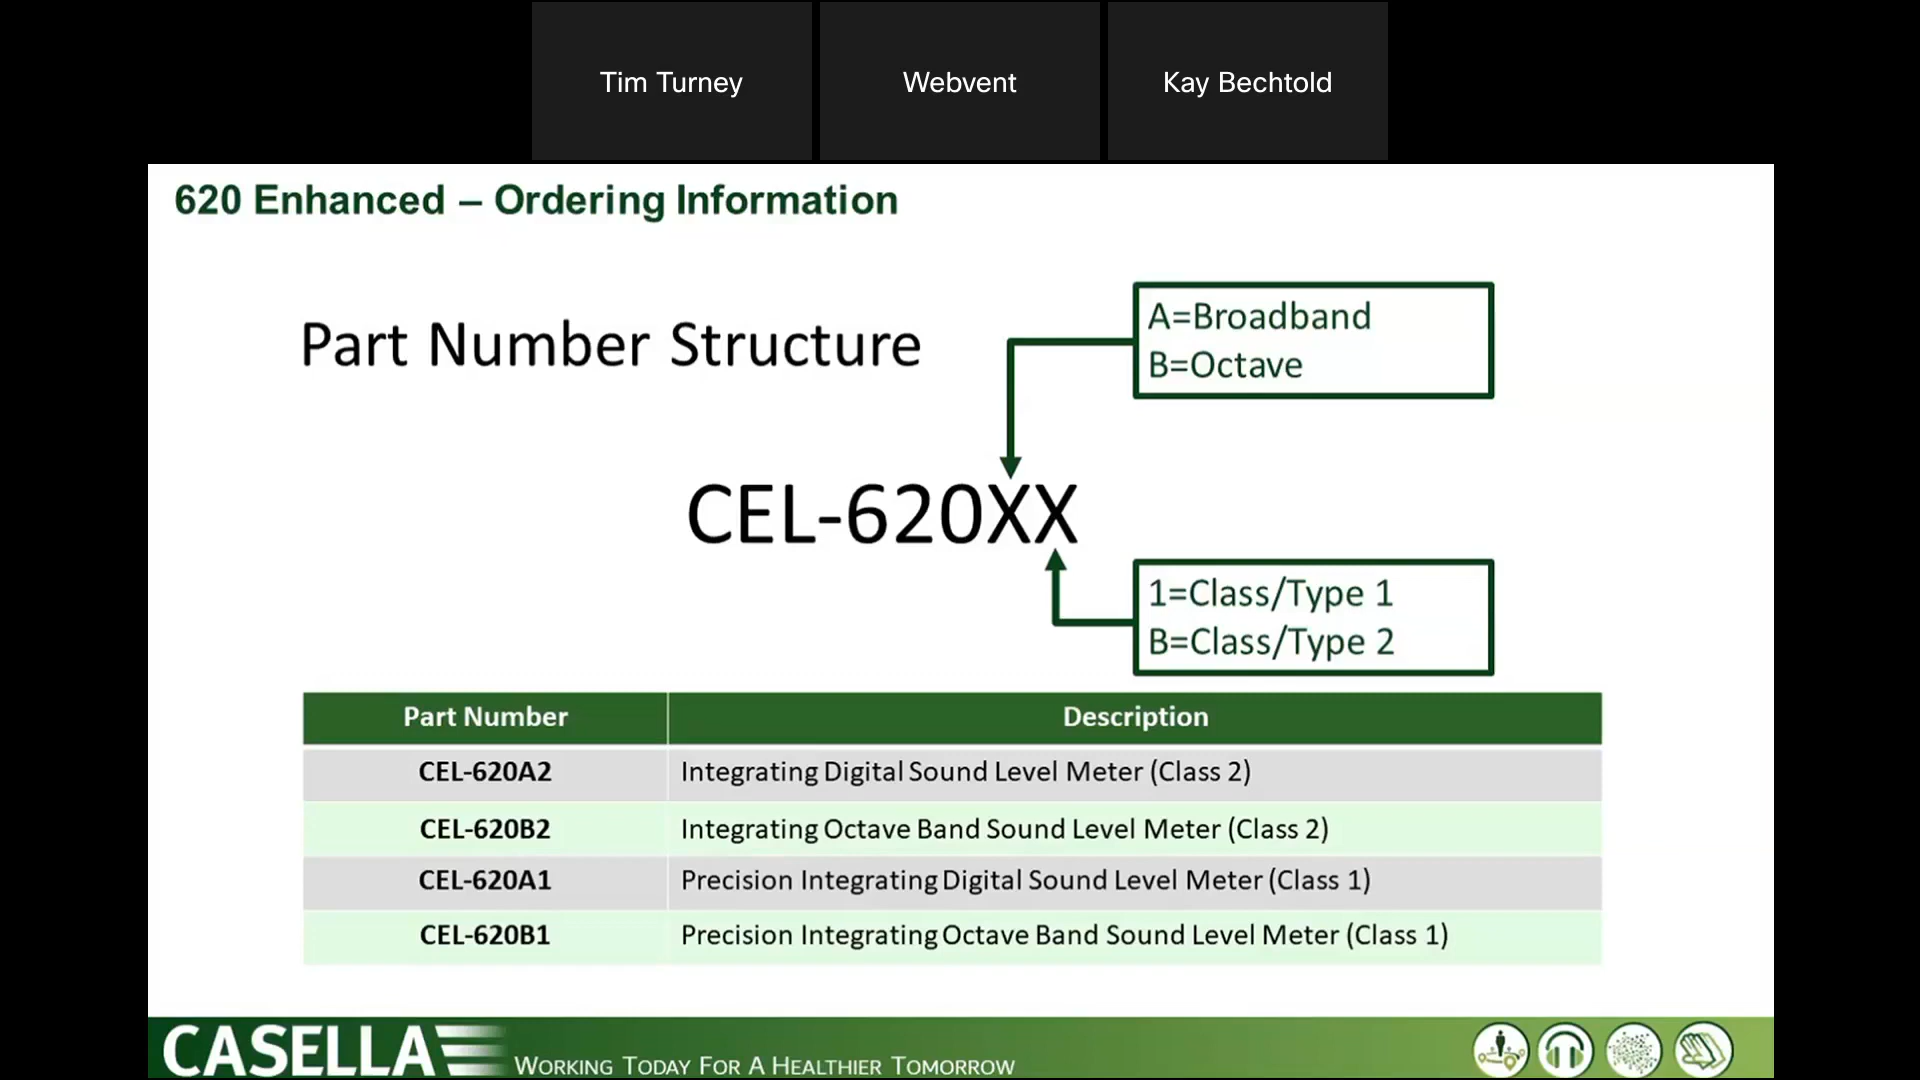 Tim Turney
Webvent
Kay Bechtold
620 Enhanced – Ordering Information
Part Number Structure
A=Broadband
B=Octave
CEL-620XX
1=Class/Type 1
B=Class/Type 2
Part Number Description
CEL-620A2 Integrating Digital Sound Level Meter (Class 2)
CEL-620B2 Integrating Octave Band Sound Level Meter (Class 2)
CEL-620A1 Precision Integrating Digital Sound Level Meter (Class 1)
CEL-620B1 Precision Integrating Octave Band Sound Level Meter (Class 1)
CASELLA WORKING TODAY FOR A HEALTHIER TOMORROW